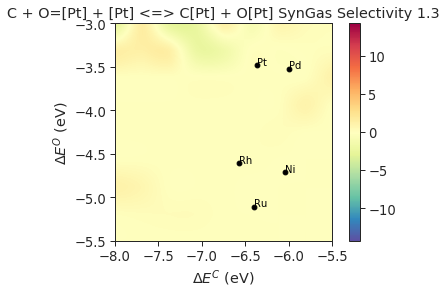 C + O=[Pt] + [Pt] <=> C[Pt] + O[Pt] SynGas Selectivity 1.3
−3.0
−3.5
−4.0
−4.5
−5.0
−5.5
ΔE^O (eV)
Pt
Pd
Rh
Ni
Ru
−8.0 −7.5 −7.0 −6.5 −6.0 −5.5
ΔE^C (eV)
10
5
0
−5
−10